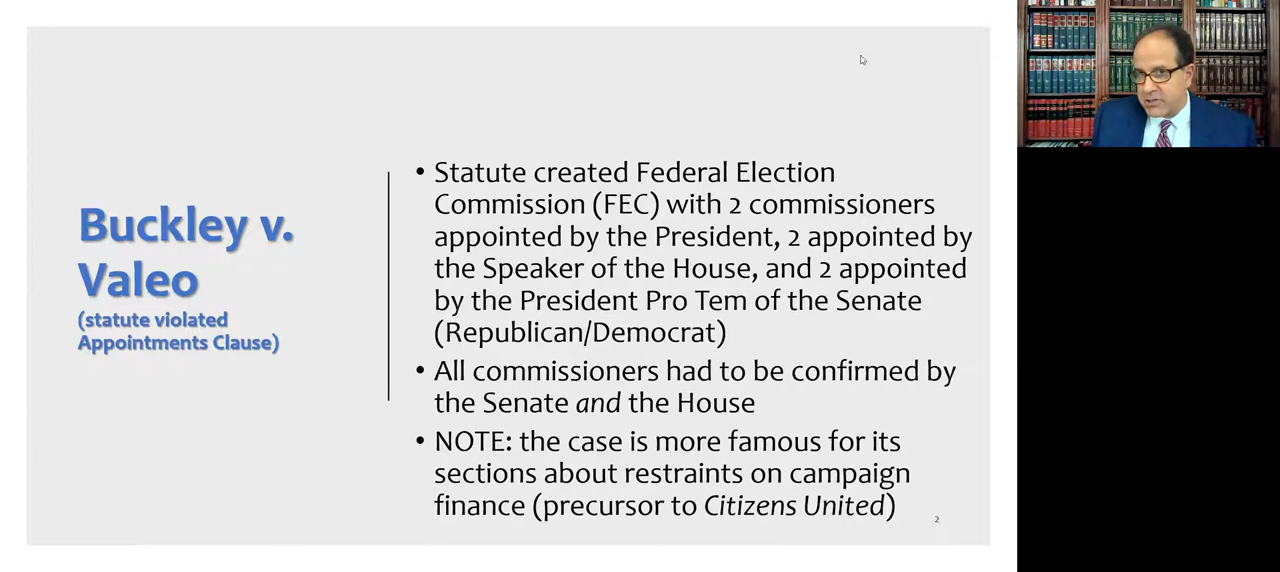 Buckley v.
Valeo
(statute violated
Appointments Clause)
• Statute created Federal Election
Commission (FEC) with 2 commissioners
appointed by the President, 2 appointed by
the Speaker of the House, and 2 appointed
by the President Pro Tem of the Senate
(Republican/Democrat)
• All commissioners had to be confirmed by
the Senate and the House
• NOTE: the case is more famous for its
sections about restraints on campaign
finance (precursor to Citizens United)
2